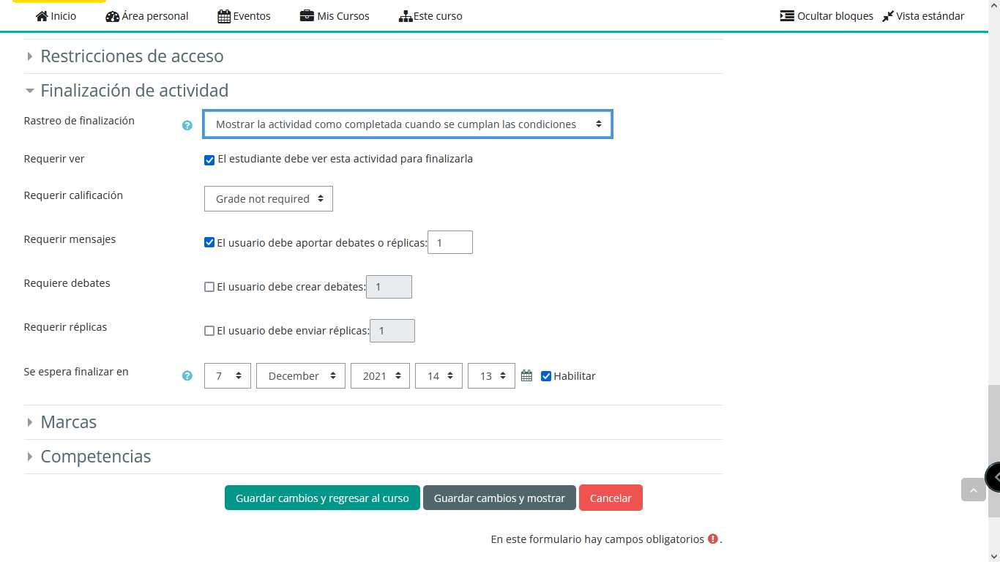 Inicio Área personal Eventos Mis Cursos Este curso Ocultar bloques Vista estándar
Restricciones de acceso
Finalización de actividad
Rastreo de finalización ? Mostrar la actividad como completada cuando se cumplan las condiciones
Requerir ver El estudiante debe ver esta actividad para finalizarla
Requerir calificación Grade not required
Requerir mensajes El usuario debe aportar debates o réplicas: 1
Requiere debates El usuario debe crear debates: 1
Requerir réplicas El usuario debe enviar réplicas: 1
Se espera finalizar en ? 7 December 2021 14 13 Habilitar
Marcas
Competencias
Guardar cambios y regresar al curso Guardar cambios y mostrar Cancelar
En este formulario hay campos obligatorios ! .